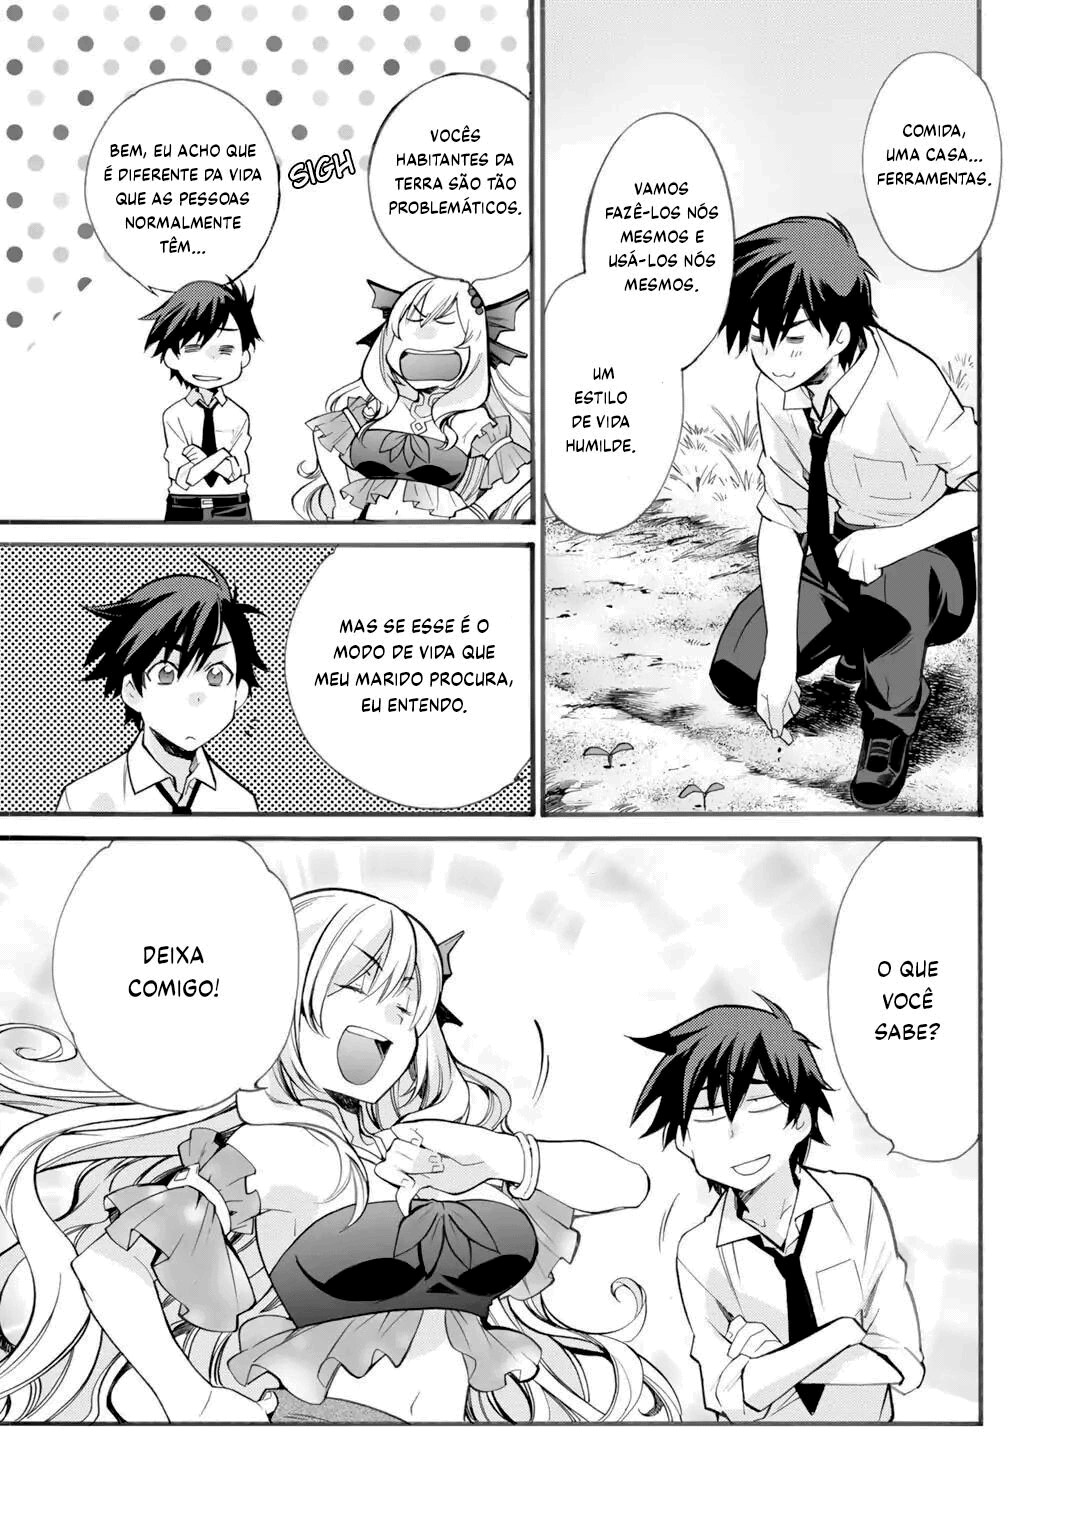 COMIDA,
UMA CASA...
FERRAMENTAS.
VAMOS
FAZÊ-LOS NÓS
MESMOS E
USÁ-LOS NÓS
MESMOS.
UM
ESTILO
DE VIDA
HUMILDE.
VOCÊS
HABITANTES DA
TERRA SÃO TÃO
PROBLEMÁTICOS.
SIGH
BEM, EU ACHO QUE
É DIFERENTE DA VIDA
QUE AS PESSOAS
NORMALMENTE
TÊM...
MAS SE ESSE É O
MODO DE VIDA QUE
MEU MARIDO PROCURA,
EU ENTENDO.
O QUE
VOCÊ
SABE?
DEIXA
COMIGO!